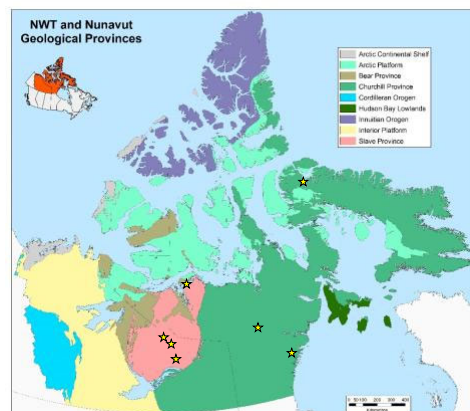 NWT and Nunavut
Geological Provinces
Arctic Continental Shelf
Arctic Platform
Bear Province
Churchill Province
Cordilleran Orogen
Hudson Bay Lowlands
Innuitian Orogen
Interior Platform
Slave Province